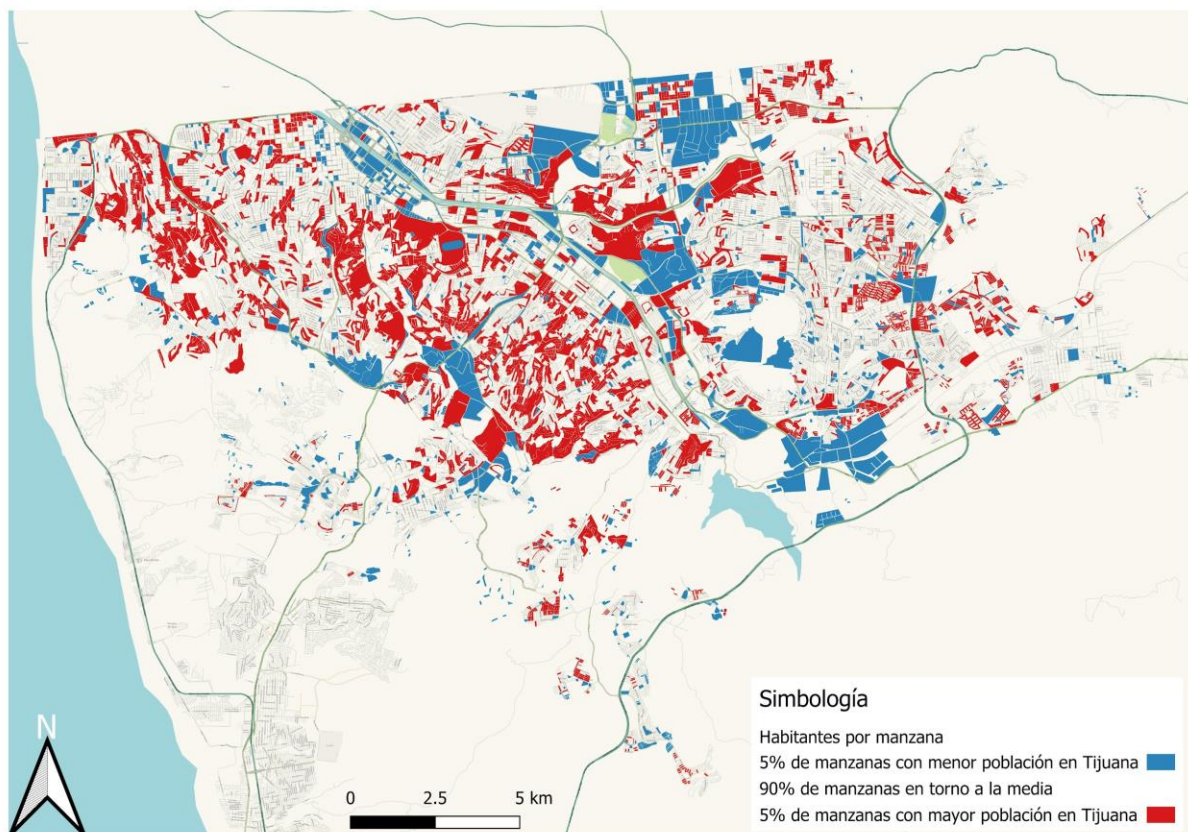 N
0 2.5 5 km
Simbología
Habitantes por manzana
5% de manzanas con menor población en Tijuana
90% de manzanas en torno a la media
5% de manzanas con mayor población en Tijuana